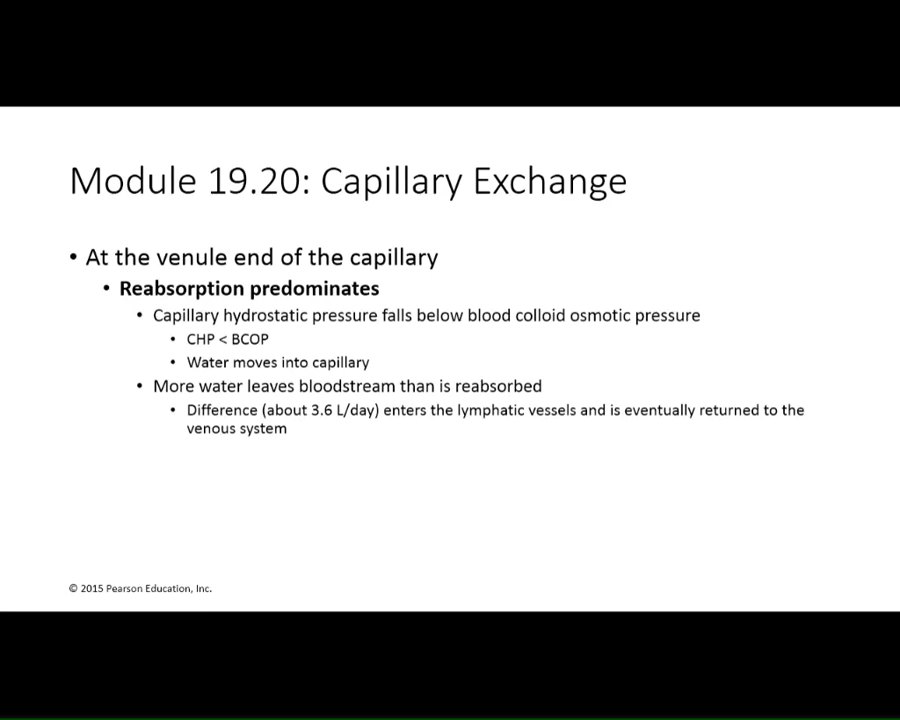 Module 19.20: Capillary Exchange
• At the venule end of the capillary
• Reabsorption predominates
• Capillary hydrostatic pressure falls below blood colloid osmotic pressure
• CHP < BCOP
• Water moves into capillary
• More water leaves bloodstream than is reabsorbed
• Difference (about 3.6 L/day) enters the lymphatic vessels and is eventually returned to the
venous system
© 2015 Pearson Education, Inc.